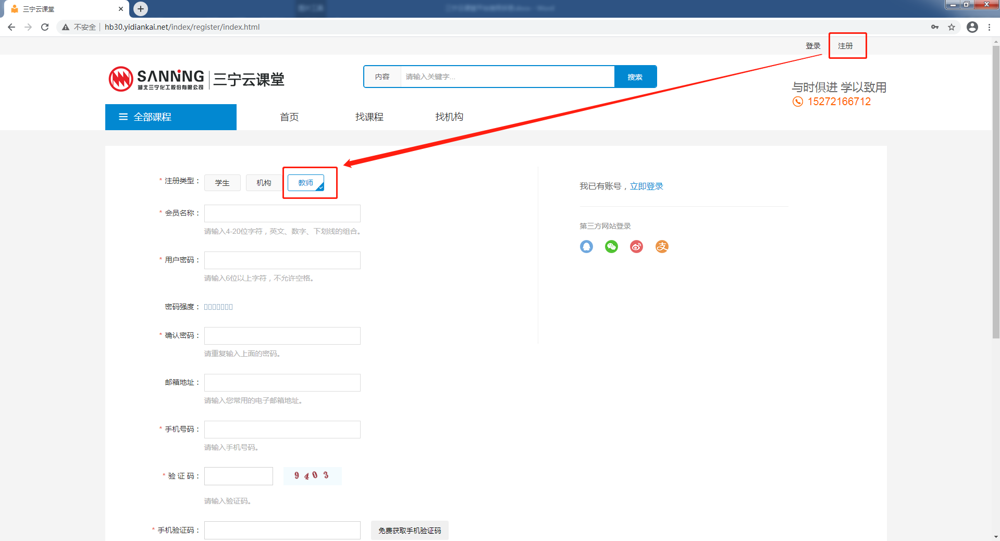 三宁云课堂
不安全 hb30.yidiankai.net/index/register/index.html
登录 注册
SANNING
湖北三宁化工股份有限公司
三宁云课堂
内容 请输入关键字... 搜索
与时俱进 学以致用
15272166712
全部课程 首页 找课程 找机构
* 注册类型： 学生 机构 教师
我已有账号，立即登录
* 会员名称：
请输入4-20位字符，英文、数字、下划线的组合。
第三方网站登录
支
* 用户密码：
请输入6位以上字符，不允许空格。
密码强度：
* 确认密码：
请重复输入上面的密码。
邮箱地址：
请输入您常用的电子邮箱地址。
* 手机号码：
请输入手机号码。
* 验 证 码： 9403
请输入验证码。
* 手机验证码： 免费获取手机验证码